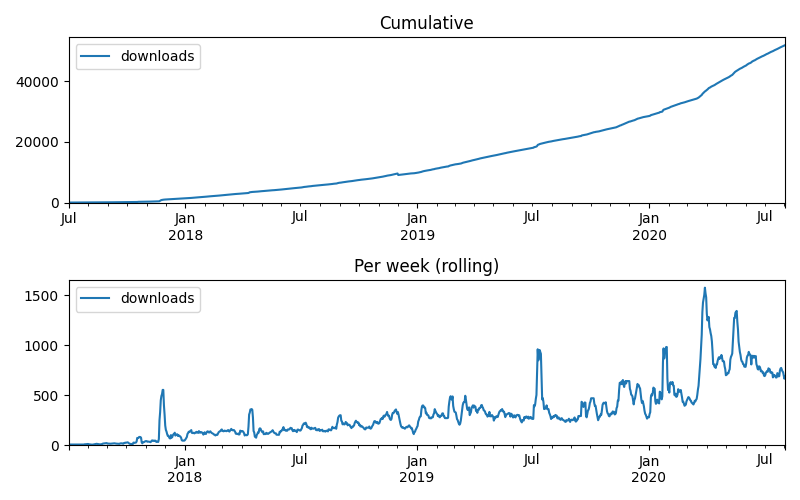 Cumulative
downloads
40000
20000
0
Jul Jan Jul Jan Jul Jan Jul
2018 2019 2020
Per week (rolling)
downloads
1500
1000
500
0
Jan Jul Jan Jul Jan Jul
2018 2019 2020